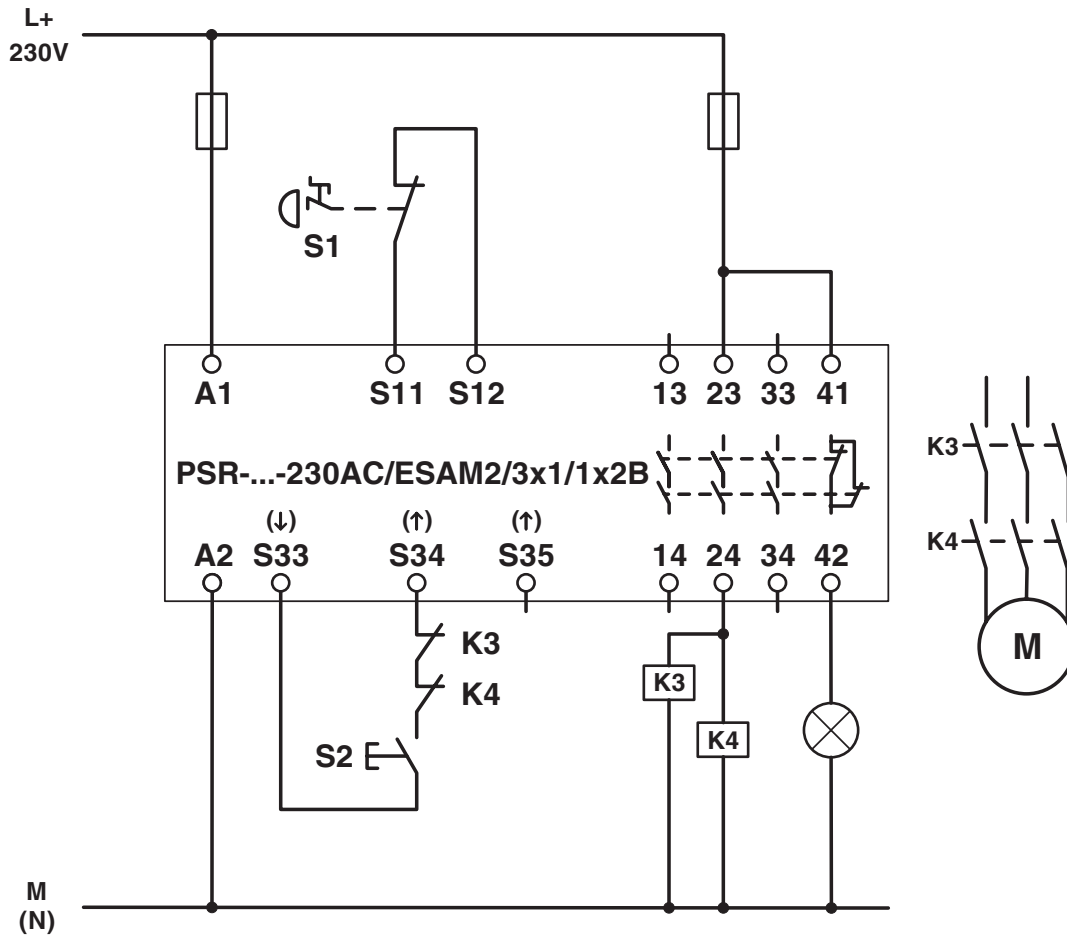 L+
230V
S1
A1 S11 S12 13 23 33 41
PSR-...-230AC/ESAM2/3x1/1x2B
(↓) (↑) (↑)
A2 S33 S34 S35 14 24 34 42
K3
K4
S2
K3
K4
K3
K4
M
M
(N)